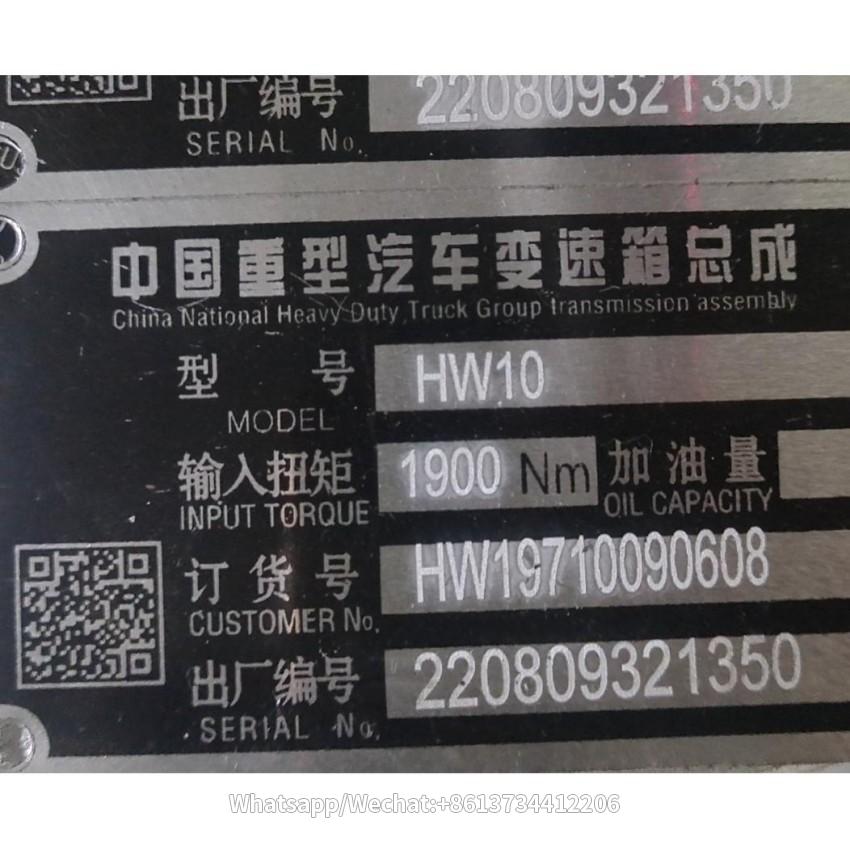 出厂编号 220809321350
SERIAL No.
中国重型汽车变速箱总成
China National Heavy Duty Truck Group transmission assembly
型号 HW10
MODEL
输入扭矩 1900 Nm 加油量
INPUT TORQUE OIL CAPACITY
订货号 HW19710090608
CUSTOMER No.
出厂编号 220809321350
SERIAL No.
Whatsapp/Wechat:+8613734412206